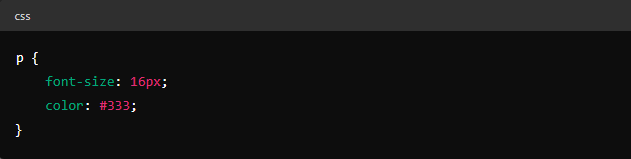 css
p {
    font-size: 16px;
    color: #333;
}